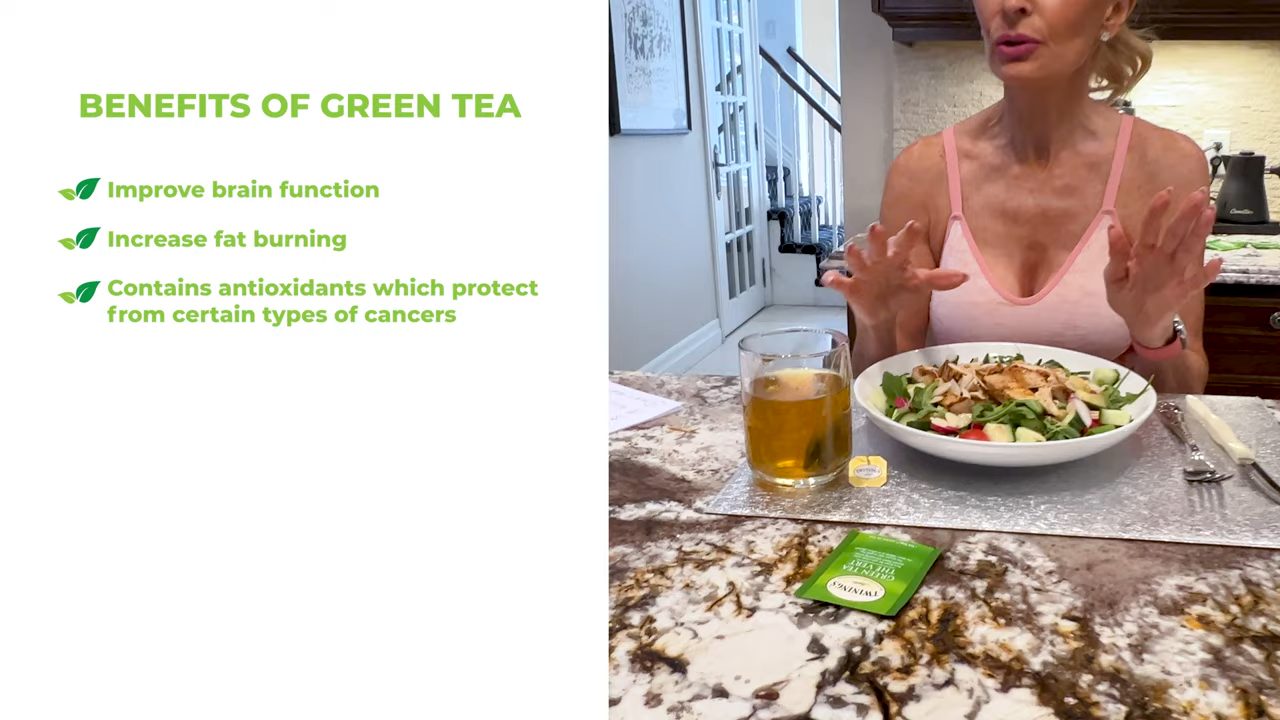 BENEFITS OF GREEN TEA
Improve brain function
Increase fat burning
Contains antioxidants which protect
from certain types of cancers
TWININGS
GREEN TEA
THÉ VERT